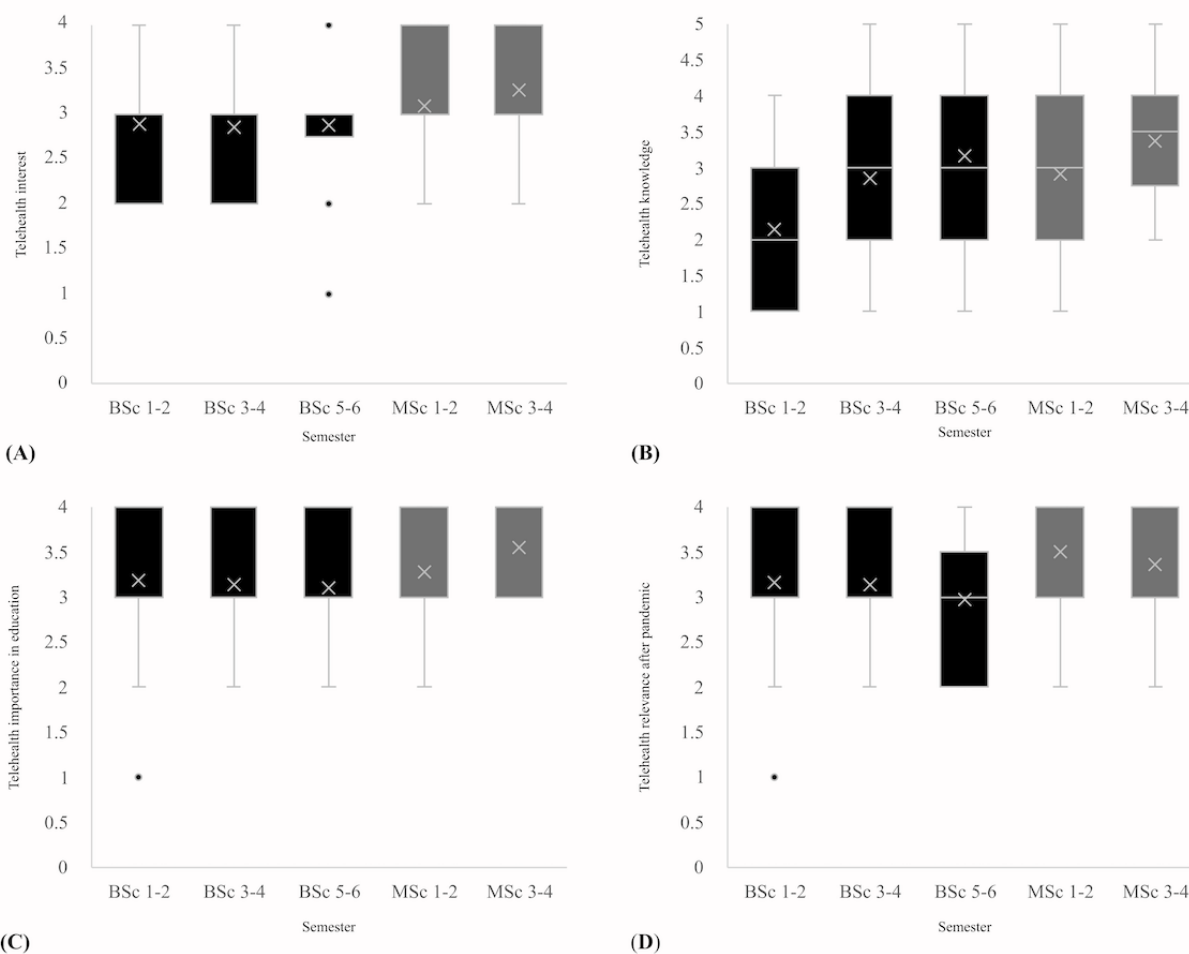 Telehealth interest
4
3.5
3
2.5
2
1.5
1
0.5
0
BSc 1-2 BSc 3-4 BSc 5-6 MSc 1-2 MSc 3-4
Semester
(A)
Telehealth knowledge
5
4.5
4
3.5
3
2.5
2
1.5
1
0.5
0
BSc 1-2 BSc 3-4 BSc 5-6 MSc 1-2 MSc 3-4
Semester
(B)
Telehealth importance in education
4
3.5
3
2.5
2
1.5
1
0.5
0
BSc 1-2 BSc 3-4 BSc 5-6 MSc 1-2 MSc 3-4
Semester
(C)
Telehealth relevance after pandemic
4
3.5
3
2.5
2
1.5
1
0.5
0
BSc 1-2 BSc 3-4 BSc 5-6 MSc 1-2 MSc 3-4
Semester
(D)